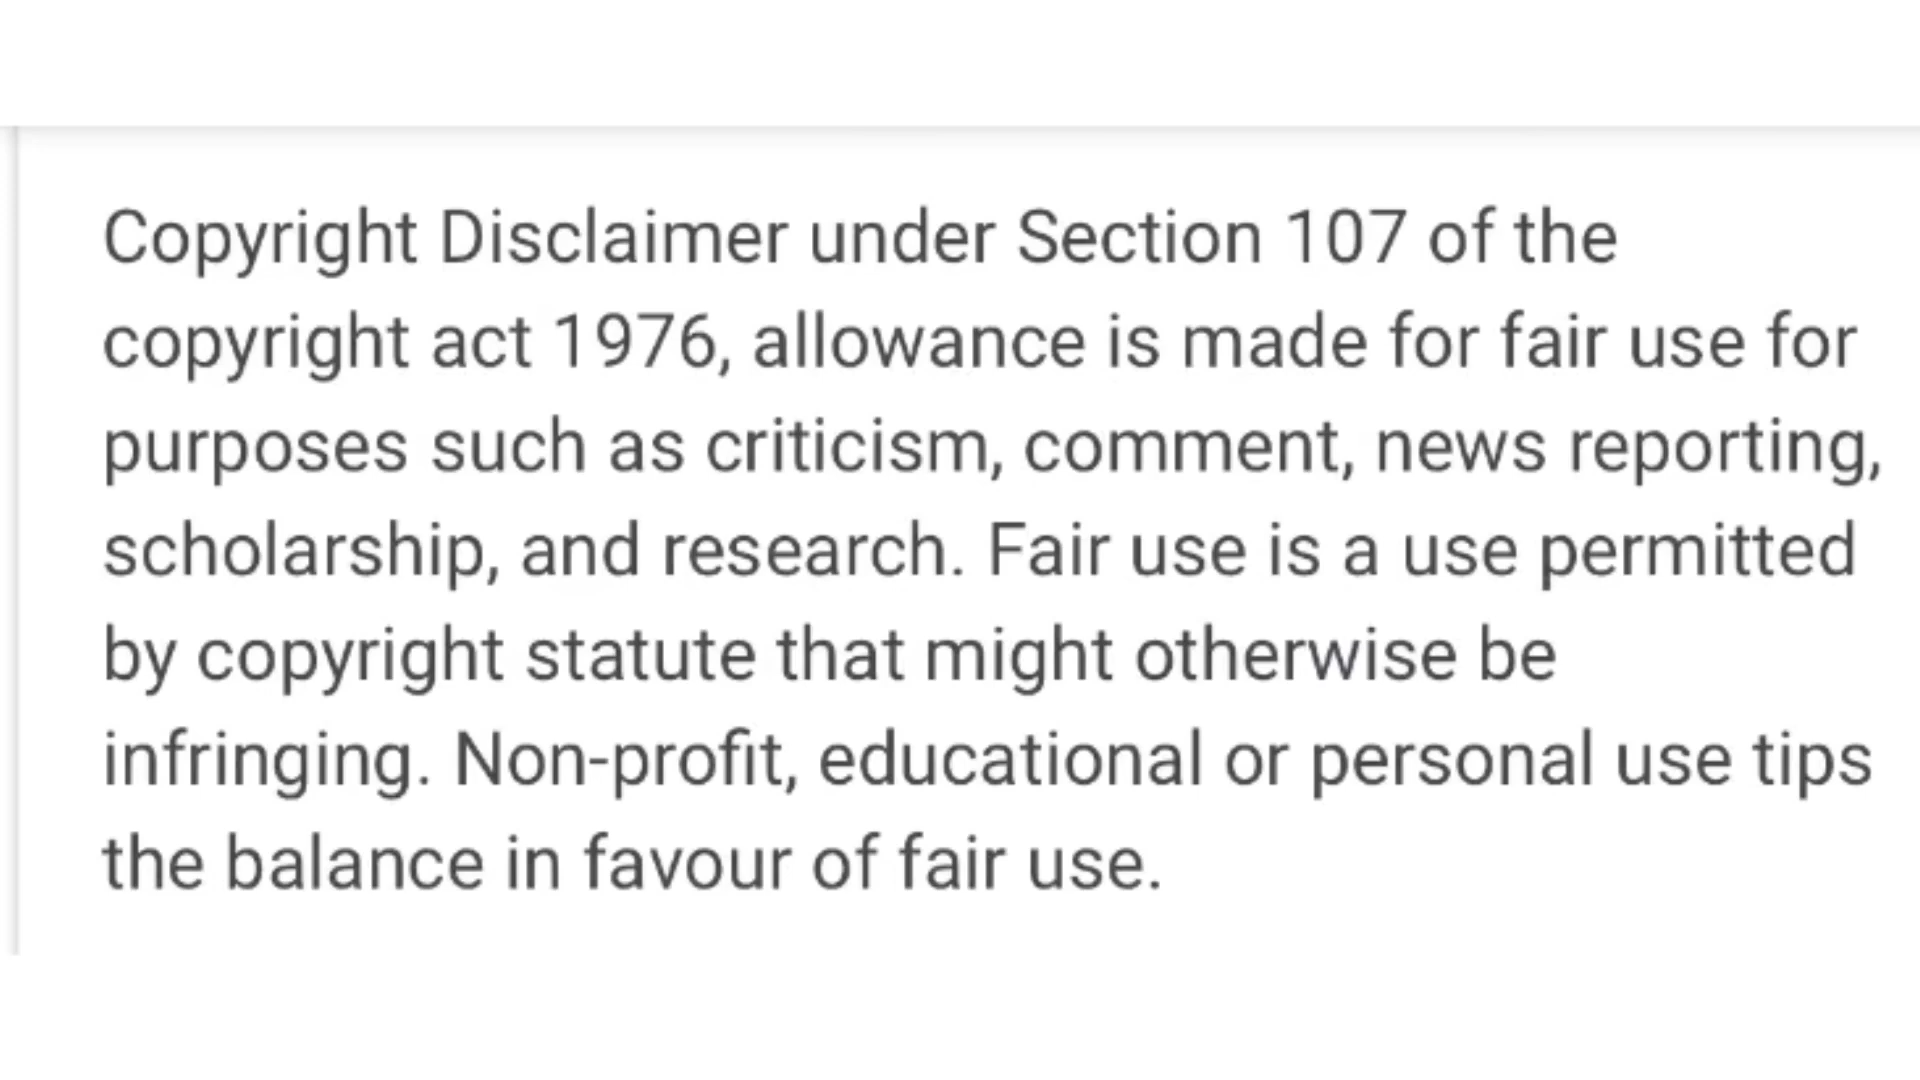 Copyright Disclaimer under Section 107 of the
copyright act 1976, allowance is made for fair use for
purposes such as criticism, comment, news reporting,
scholarship, and research. Fair use is a use permitted
by copyright statute that might otherwise be
infringing. Non-profit, educational or personal use tips
the balance in favour of fair use.